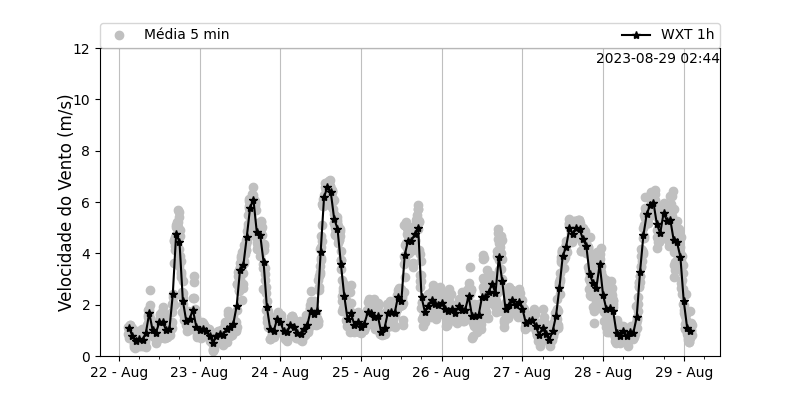 Média 5 min
WXT 1h
2023-08-29 02:44
Velocidade do Vento (m/s)
12
10
8
6
4
2
0
22 - Aug
23 - Aug
24 - Aug
25 - Aug
26 - Aug
27 - Aug
28 - Aug
29 - Aug